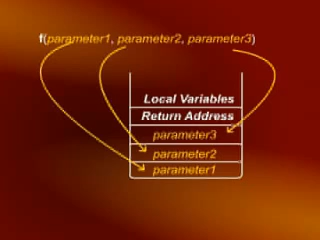 f(parameter1, parameter2, parameter3)
Local Variables
Return Address
parameter3
parameter2
parameter1